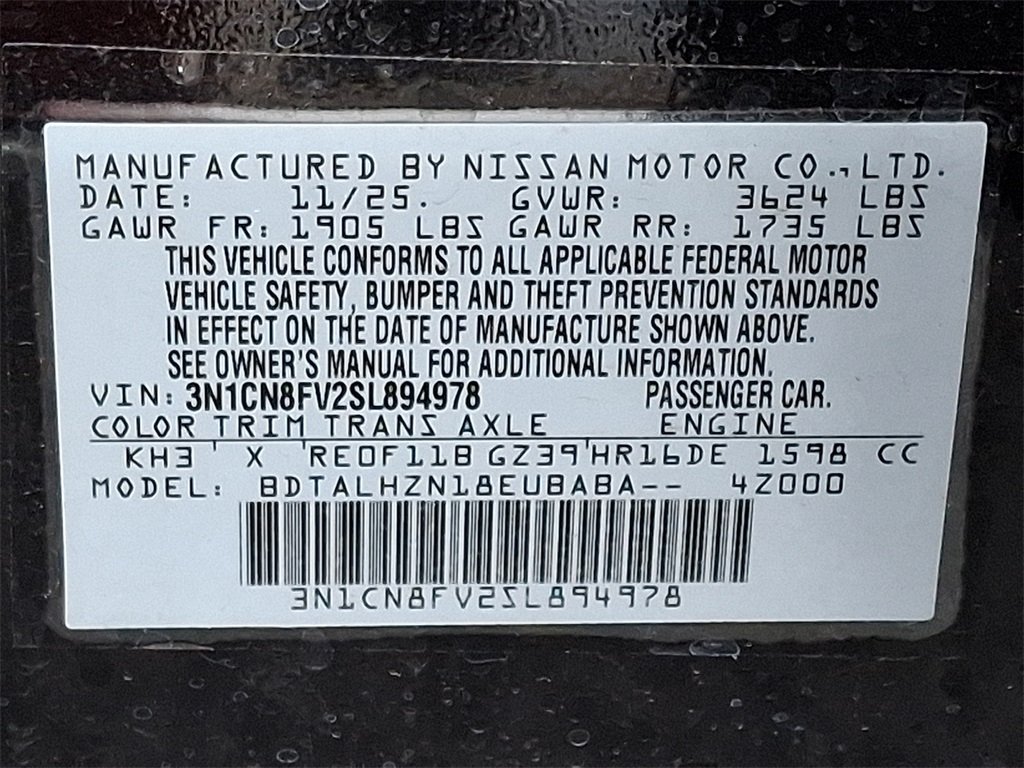 MANUFACTURED BY NISSAN MOTOR CO.,LTD.
DATE: 11/25. GVWR: 3624 LBS
GAWR FR: 1905 LBS GAWR RR: 1735 LBS
THIS VEHICLE CONFORMS TO ALL APPLICABLE FEDERAL MOTOR
VEHICLE SAFETY, BUMPER AND THEFT PREVENTION STANDARDS
IN EFFECT ON THE DATE OF MANUFACTURE SHOWN ABOVE.
SEE OWNER'S MANUAL FOR ADDITIONAL INFORMATION.
VIN: 3N1CN8FV2SL894978 PASSENGER CAR.
COLOR TRIM TRANS AXLE ENGINE
KH3 X RE0F11B GZ39 HR16DE 1598 CC
MODEL: BDTALHZN18EUBABA-- 4Z000
3N1CN8FV2SL894978